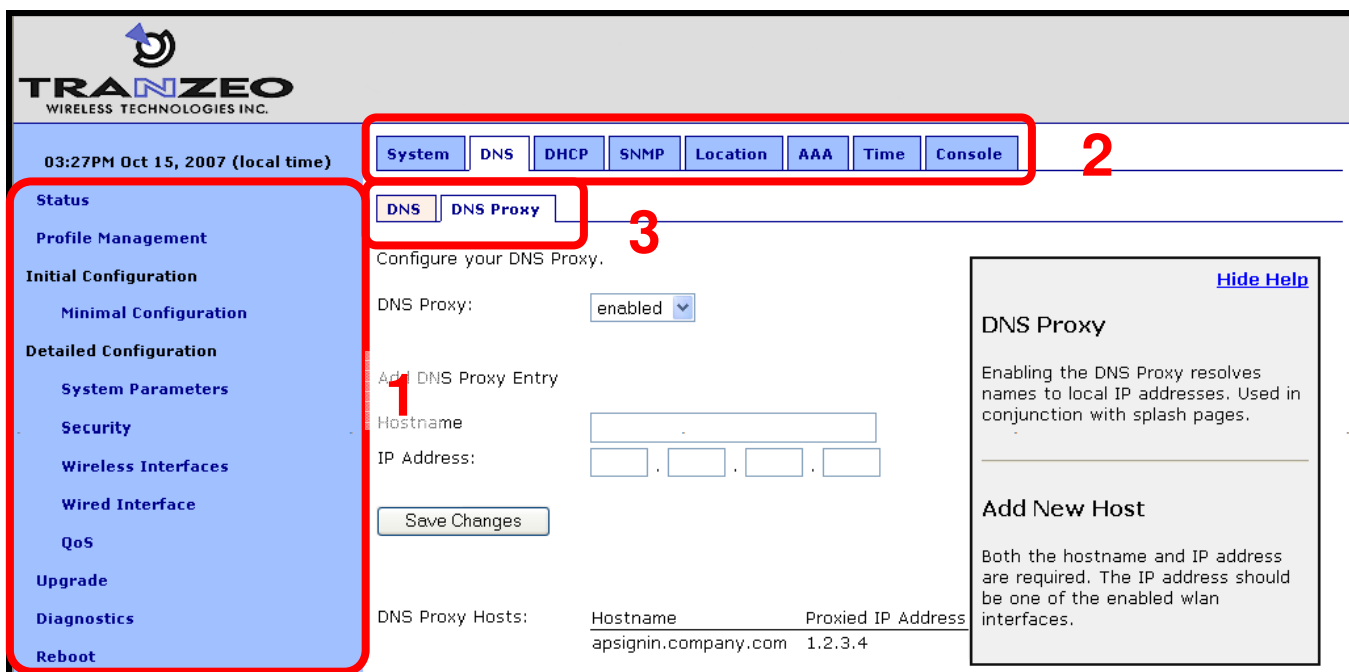 TRANZEO
WIRELESS TECHNOLOGIES INC.
03:27PM Oct 15, 2007 (local time)
Status
Profile Management
Initial Configuration
Minimal Configuration
Detailed Configuration
System Parameters
Security
Wireless Interfaces
Wired Interface
QoS
Upgrade
Diagnostics
Reboot
1
System DNS DHCP SNMP Location AAA Time Console
2
DNS DNS Proxy
3
Configure your DNS Proxy.
DNS Proxy: enabled
Add DNS Proxy Entry
Hostname
IP Address: . . .
Save Changes
DNS Proxy Hosts: Hostname Proxied IP Address
apsignin.company.com 1.2.3.4
Hide Help
DNS Proxy
Enabling the DNS Proxy resolves
names to local IP addresses. Used in
conjunction with splash pages.
Add New Host
Both the hostname and IP address
are required. The IP address should
be one of the enabled wlan
interfaces.